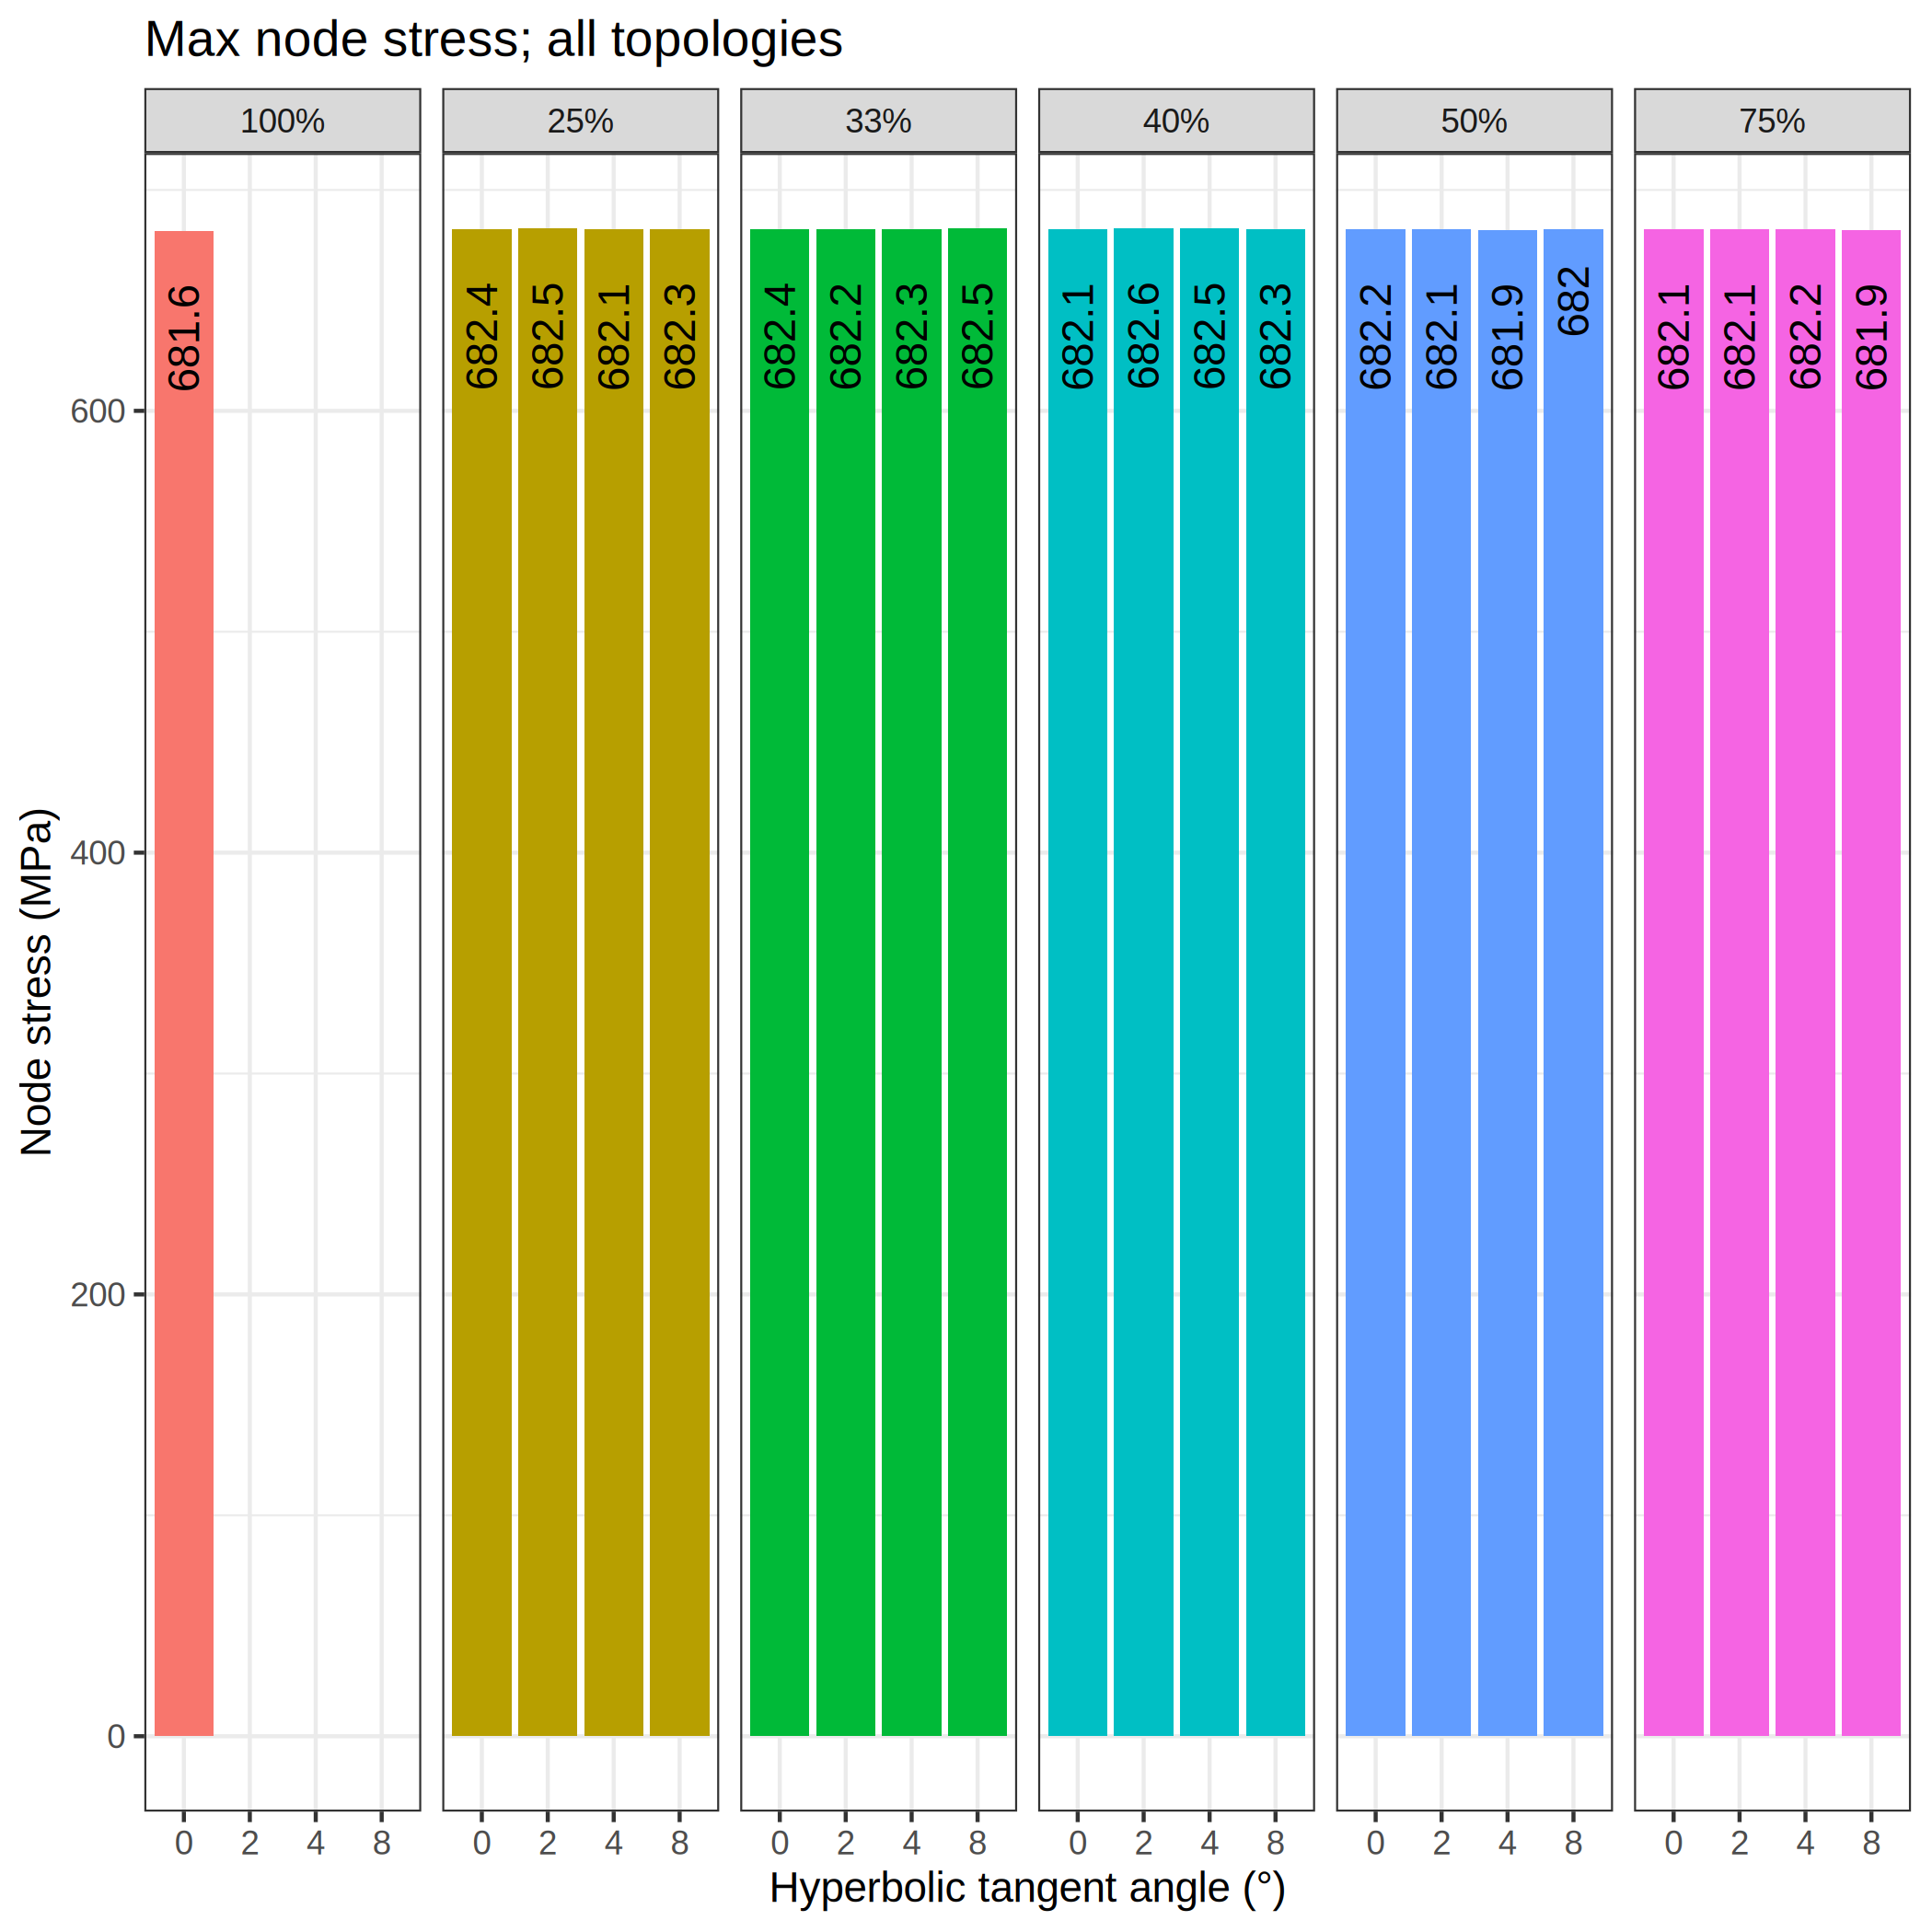 Max node stress; all topologies
100% 25% 33% 40% 50% 75%
681.6 682.4 682.5 682.1 682.3 682.4 682.2 682.3 682.5 682.1 682.6 682.5 682.3 682.2 682.1 681.9 682 682.1 682.1 682.2 681.9
600
400
200
0
Node stress (MPa)
0 2 4 8 0 2 4 8 0 2 4 8 0 2 4 8 0 2 4 8 0 2 4 8
Hyperbolic tangent angle (°)